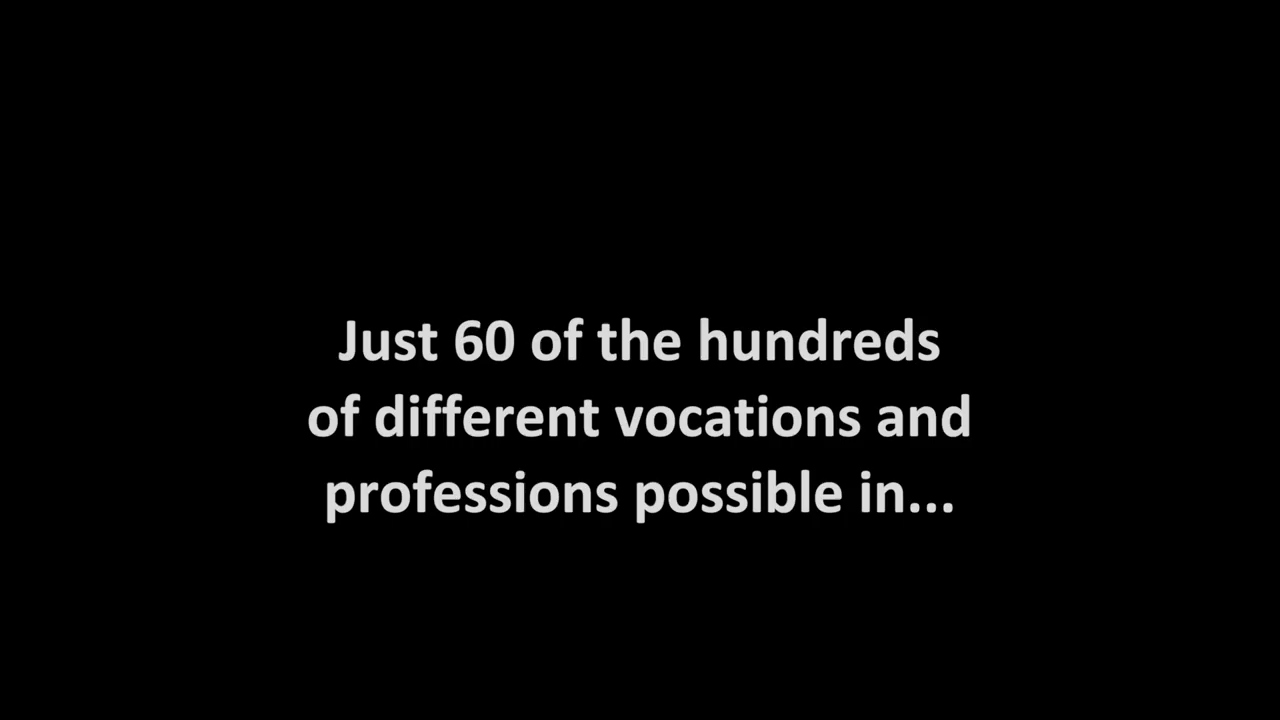 Just 60 of the hundreds
of different vocations and
professions possible in...